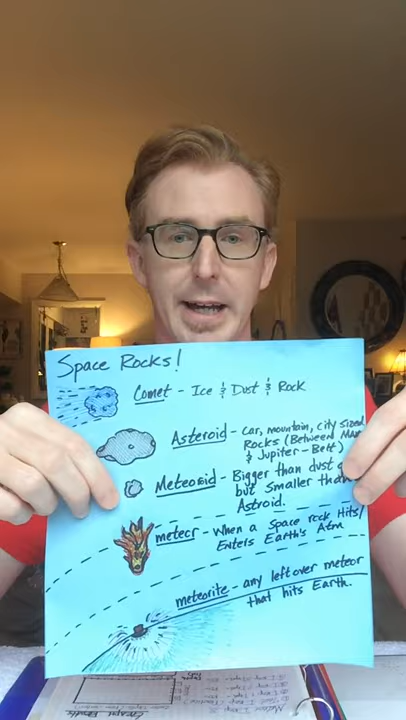 Space Rocks!
Comet - Ice & Dust & Rock
Asteroid - Car, mountain, city sized
Rocks (Between Mar
& Jupiter - Belt)
Meteoroid - Bigger than dust
but smaller than
Astroid.
meteor - When a Space rock Hits/
Enters Earth's Atm
meteorite - any left over meteor
that hits Earth.